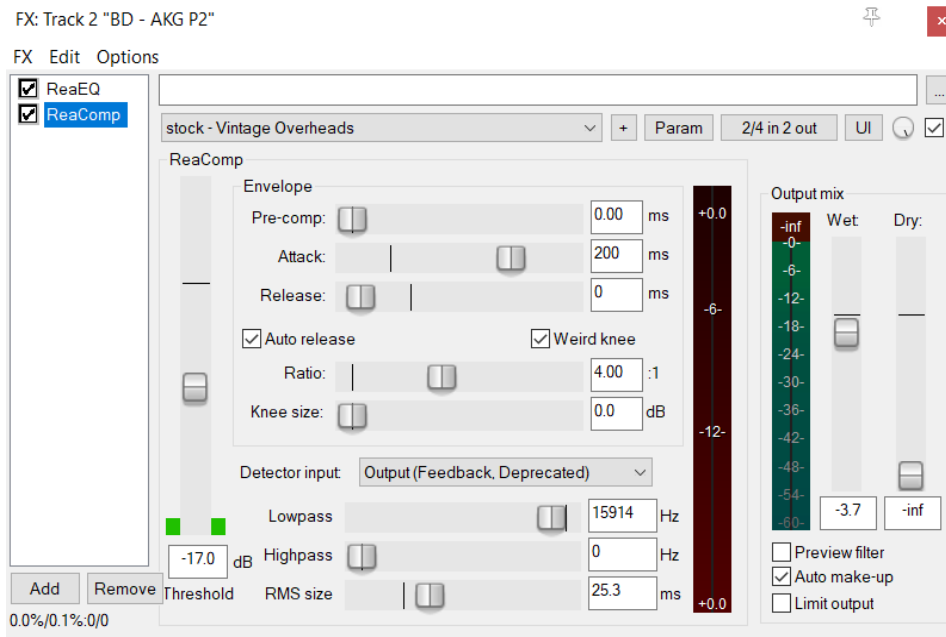 FX: Track 2 "BD - AKG P2"
FX Edit Options
ReaEQ
ReaComp
...
stock - Vintage Overheads + Param 2/4 in 2 out UI
ReaComp
Envelope
Pre-comp: 0.00 ms
Attack: 200 ms
Release: 0 ms
Auto release Weird knee
Ratio: 4.00 :1
Knee size: 0.0 dB
Detector input: Output (Feedback, Deprecated)
Lowpass 15914 Hz
Highpass 0 Hz
RMS size 25.3 ms
-17.0 dB
Threshold
+0.0
-6-
-12-
+0.0
Output mix
Wet: Dry:
-inf
-0-
-6-
-12-
-18-
-24-
-30-
-36-
-42-
-48-
-54-
-60-
-3.7 -inf
Preview filter
Auto make-up
Limit output
Add Remove
0.0%/0.1%:0/0